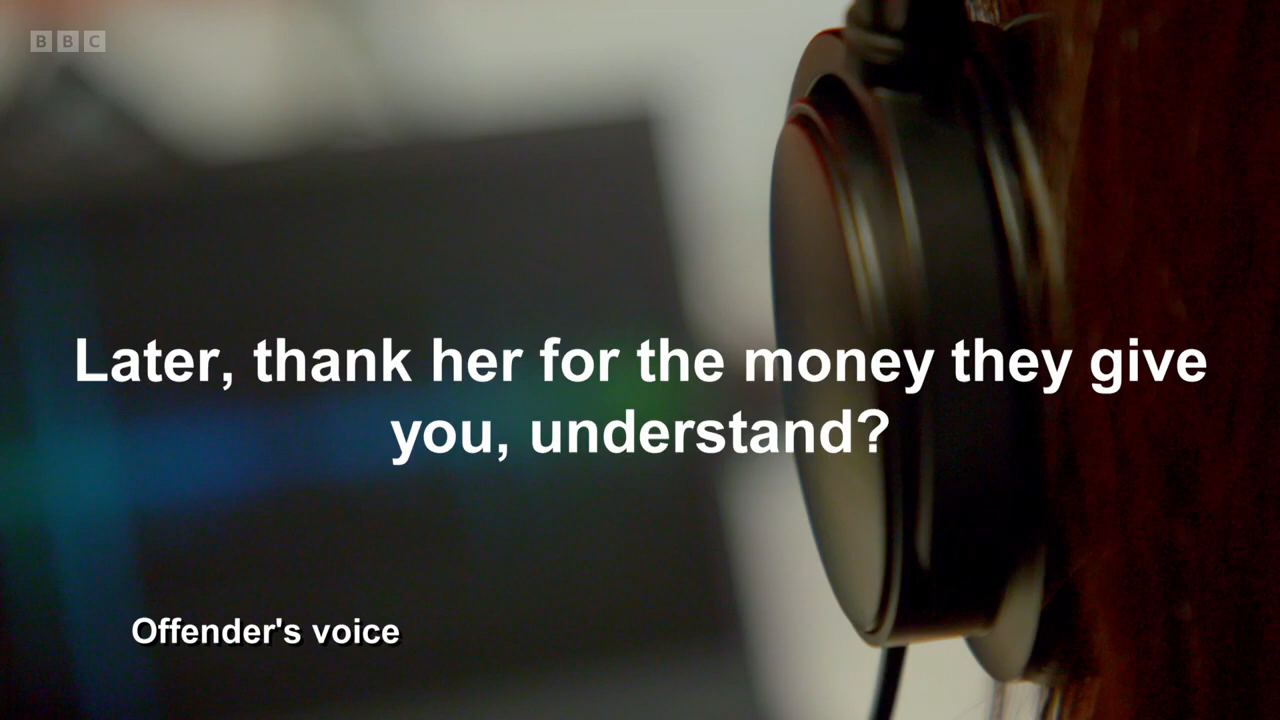 BBC
Later, thank her for the money they give
you, understand?
Offender's voice